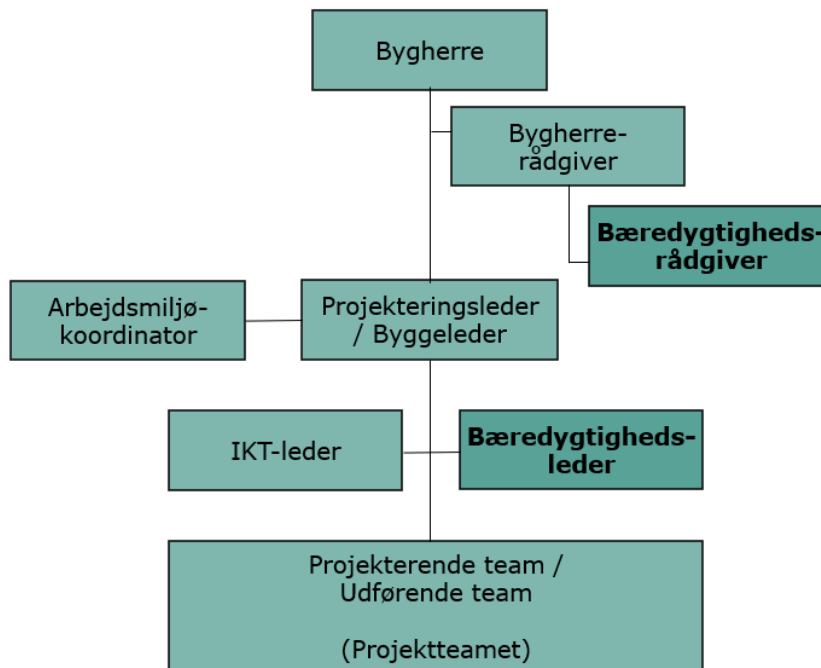 Bygherre
Bygherre-
rådgiver
Bæredygtigheds-
rådgiver
Arbejdsmiljø-
koordinator
Projekteringsleder
/ Byggeleder
IKT-leder
Bæredygtigheds-
leder
Projekterende team /
Udførende team
(Projektteamet)